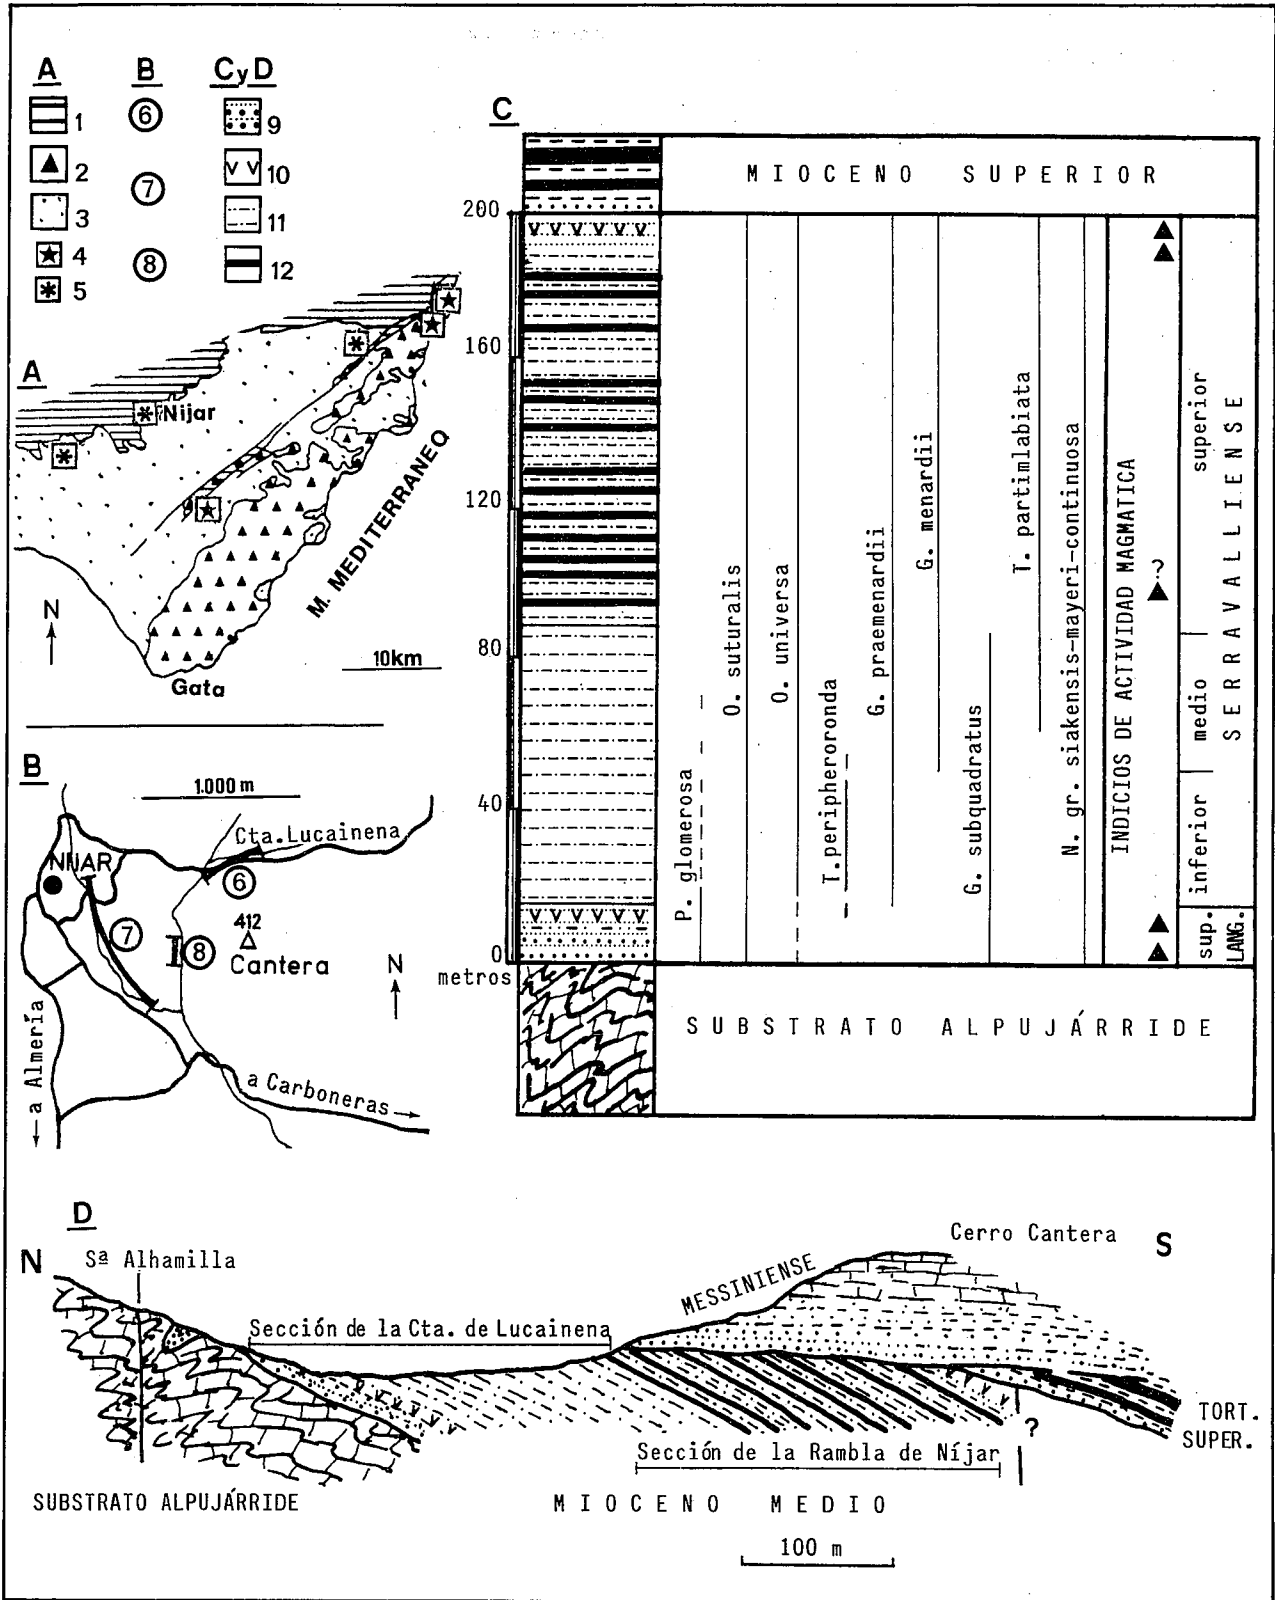 A B C y D
1
2
3
4
5
6
7
8
9
10
11
12
A
Nijar
M. MEDITERRANEO
N
10km
Gata
B
1.000 m
Cta. Lucainena
NIJAR
6
7
8
412
Cantera
N
a Almería
a Carboneras
C
MIOCENO SUPERIOR
200
160
120
80
40
0
metros
P. glomerosa
O. suturalis
O. universa
T. peripheroronda
G. praemenardii
G. menardii
G. subquadratus
T. partimlabiata
N. gr. siakensis-mayeri-continuosa
INDICIOS DE ACTIVIDAD MAGMATICA
?
superior
medio
inferior
SERRAVALLIENSE
sup.
LANG.
SUBSTRATO ALPUJÁRRIDE
D
N
Sª Alhamilla
Sección de la Cta. de Lucainena
MESSINIENSE
Cerro Cantera
S
TORT.
SUPER.
?
Sección de la Rambla de Níjar
SUBSTRATO ALPUJÁRRIDE
MIOCENO MEDIO
100 m